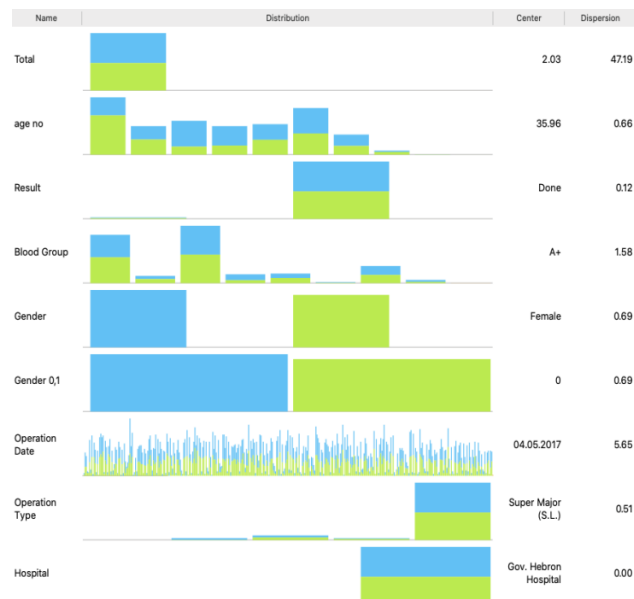 Name Distribution Center Dispersion
Total 2.03 47.19
age no 35.96 0.66
Result Done 0.12
Blood Group A+ 1.58
Gender Female 0.69
Gender 0,1 0 0.69
Operation
Date 04.05.2017 5.65
Operation
Type Super Major
(S.L.) 0.51
Hospital Gov. Hebron
Hospital 0.00